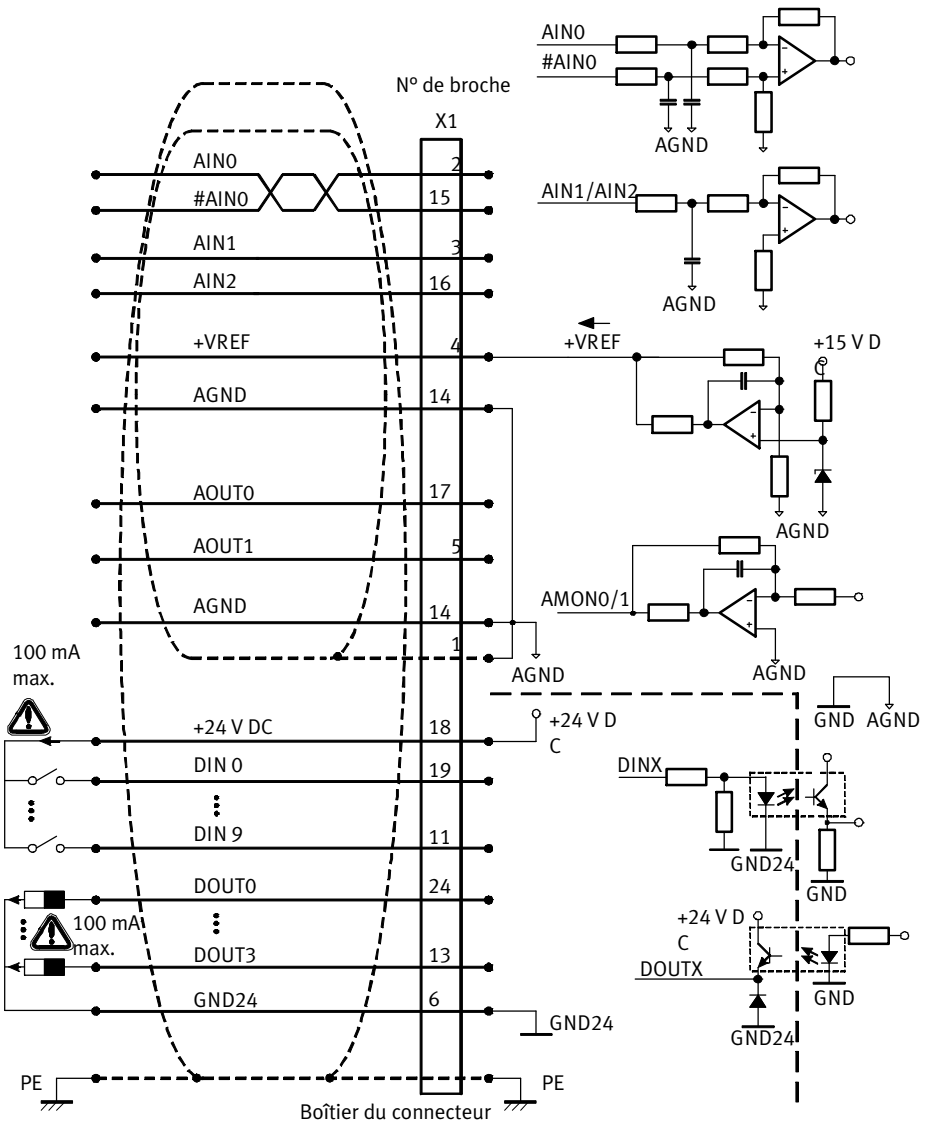 Nº de broche
X1
AIN0
2
#AIN0
15
AIN1
3
AIN2
16
+VREF
4
AGND
14
AOUT0
17
AOUT1
5
AGND
14
1
AGND
100 mA
max.
+24 V DC
18
+24 V D
C
DIN 0
19
DIN 9
11
DOUT0
24
100 mA
max.
DOUT3
13
GND24
6
GND24
PE
PE
Boîtier du connecteur
AIN0
#AIN0
AGND
AIN1/AIN2
AGND
+VREF
+15 V D
C
AGND
AMON0/1
AGND
GND AGND
DINX
GND24
GND
+24 V D
C
DOUTX
GND
GND24